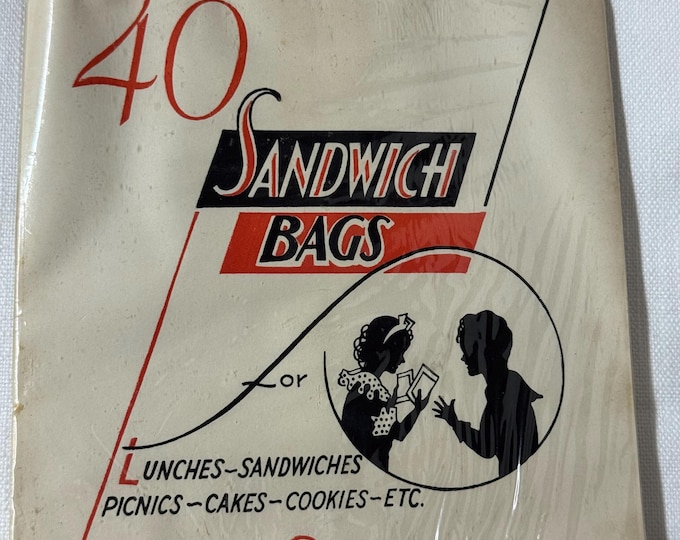 40
SANDWICH
BAGS
for
LUNCHES~SANDWICHES
PICNICS~CAKES~COOKIES~ETC.